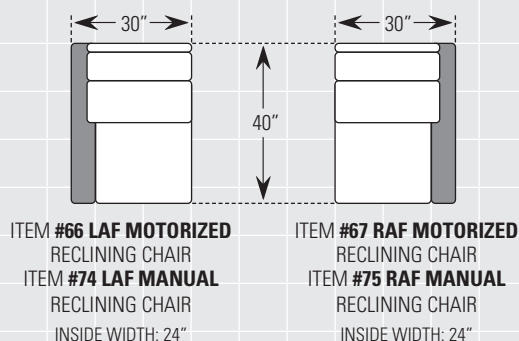 30″
30″
40″
ITEM #66 LAF MOTORIZED
RECLINING CHAIR
ITEM #74 LAF MANUAL
RECLINING CHAIR
INSIDE WIDTH: 24″
ITEM #67 RAF MOTORIZED
RECLINING CHAIR
ITEM #75 RAF MANUAL
RECLINING CHAIR
INSIDE WIDTH: 24″